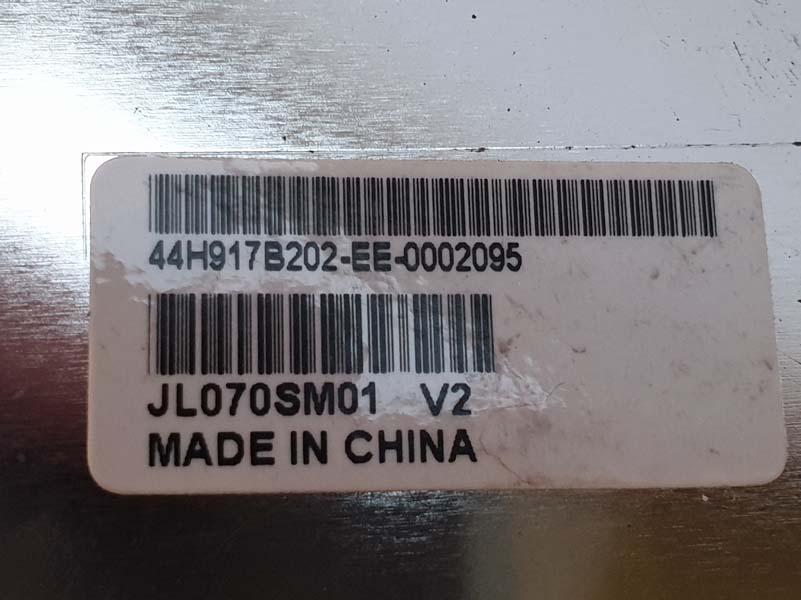 44H917B202-EE-0002095
JL070SM01 V2
MADE IN CHINA